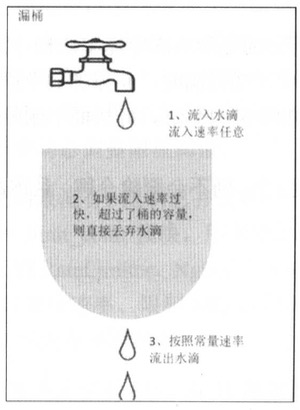 漏桶
1、流入水滴
流入速率任意
2、如果流入速率过
快，超过了桶的容量，
则直接丢弃水滴
3、按照常量速率
流出水滴